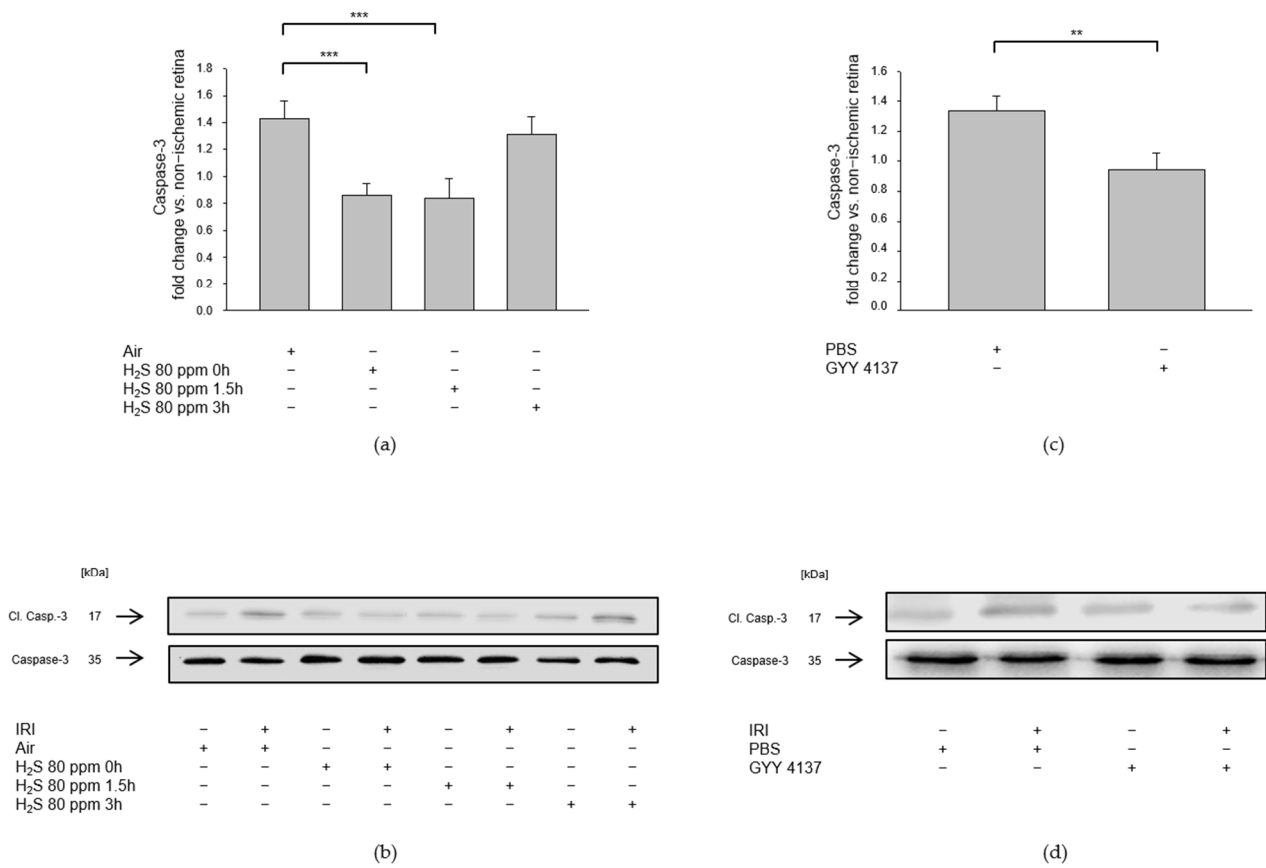 ***
***
Caspase-3
fold change vs. non−ischemic retina
1.8
1.6
1.4
1.2
1.0
0.8
0.6
0.4
0.2
0.0
Air + − − −
H₂S 80 ppm 0h − + − −
H₂S 80 ppm 1.5h − − + −
H₂S 80 ppm 3h − − − +
(a)
**
Caspase-3
fold change vs. non−ischemic retina
1.6
1.4
1.2
1.0
0.8
0.6
0.4
0.2
0.0
PBS + −
GYY 4137 − +
(c)
[kDa]
Cl. Casp.-3 17
Caspase-3 35
IRI − + − + − + − +
Air + + − − − − − −
H₂S 80 ppm 0h − − + + − − − −
H₂S 80 ppm 1.5h − − − − + + − −
H₂S 80 ppm 3h − − − − − − + +
(b)
[kDa]
Cl. Casp.-3 17
Caspase-3 35
IRI − + − +
PBS + + − −
GYY 4137 − − + +
(d)